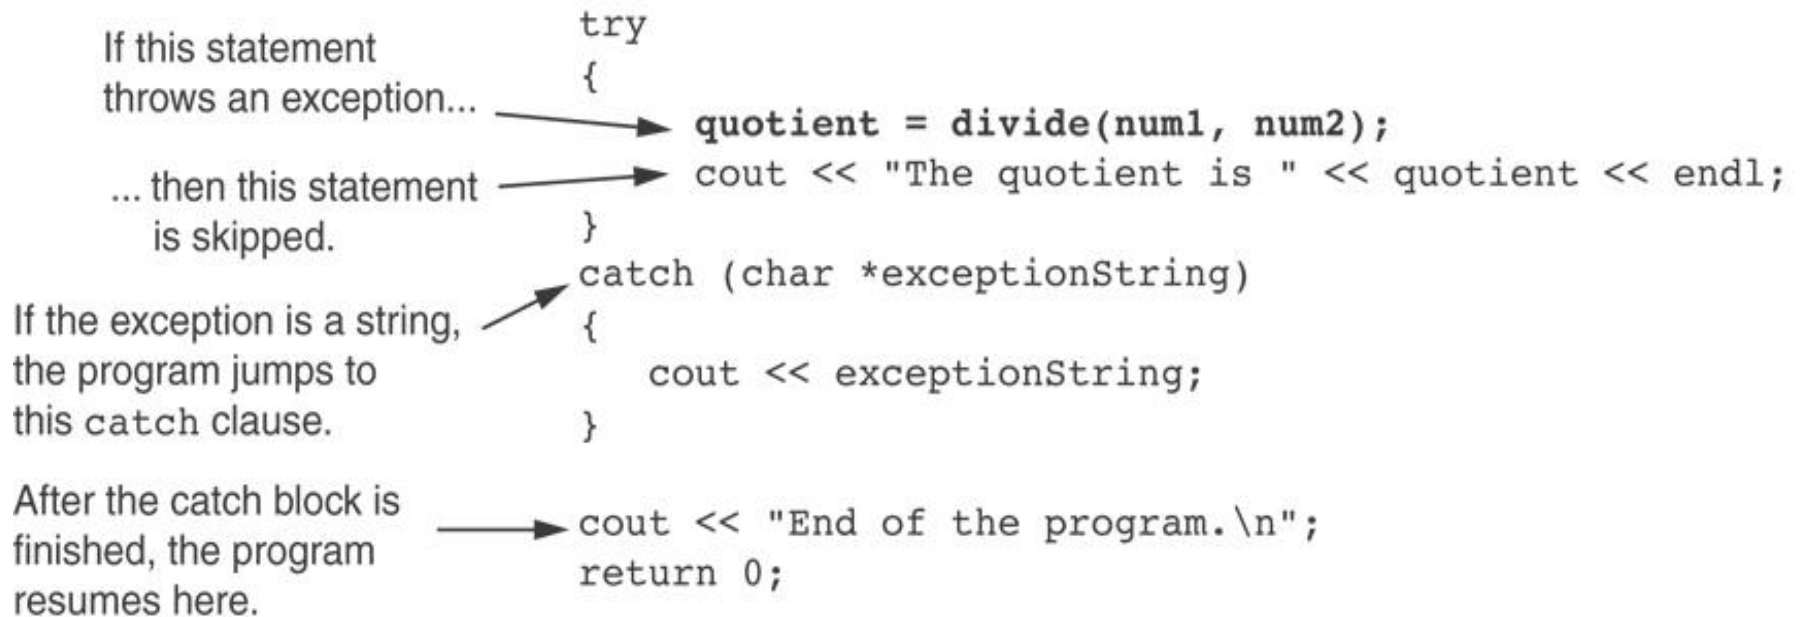 If this statement
throws an exception...
... then this statement
is skipped.
If the exception is a string,
the program jumps to
this catch clause.
After the catch block is
finished, the program
resumes here.
try
{
quotient = divide(num1, num2);
cout << "The quotient is " << quotient << endl;
}
catch (char *exceptionString)
{
cout << exceptionString;
}
cout << "End of the program.\n";
return 0;